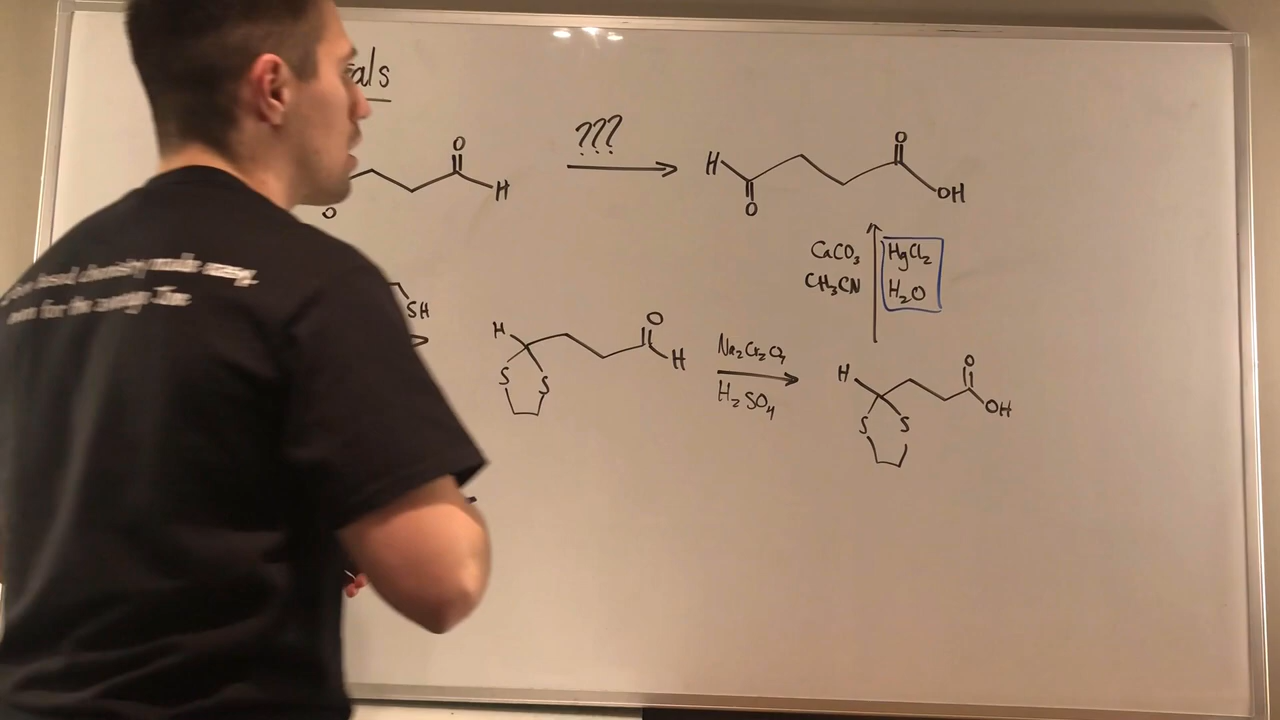 als
???
O
H
O
H
O
O
OH
CaCO3
HgCl2
CH3CN
H2O
SH
H
S
S
O
H
Na2Cr2O7
H2SO4
H
S
S
O
OH